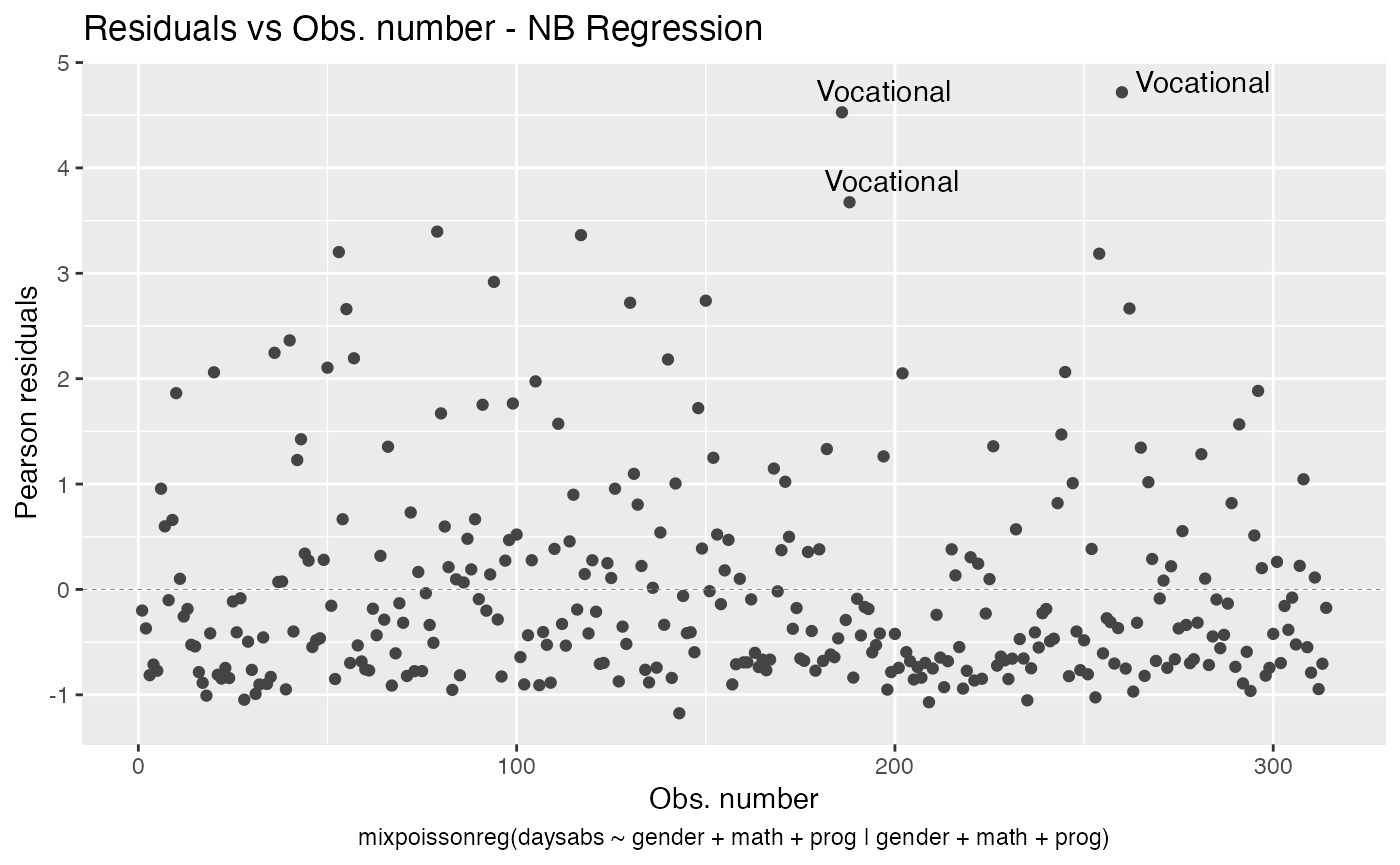 Residuals vs Obs. number - NB Regression
5
4
3
2
1
0
-1
Pearson residuals
Vocational
Vocational
Vocational
0
100
200
300
Obs. number
mixpoissonreg(daysabs ~ gender + math + prog | gender + math + prog)